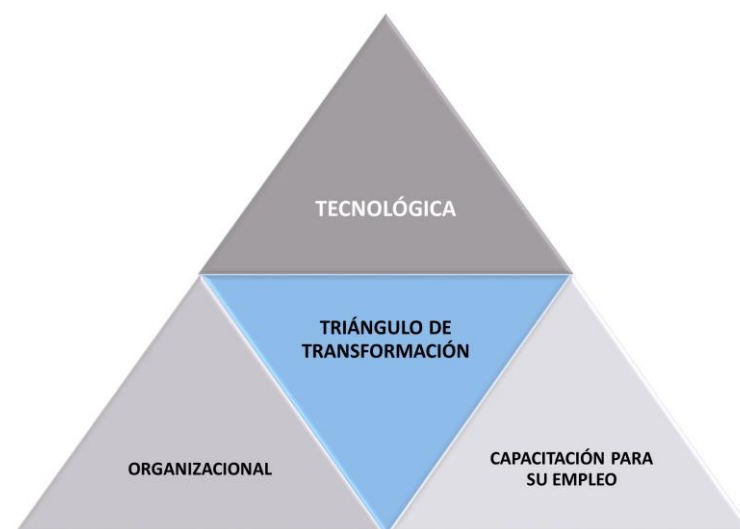 TECNOLÓGICA
TRIÁNGULO DE
TRANSFORMACIÓN
ORGANIZACIONAL
CAPACITACIÓN PARA
SU EMPLEO